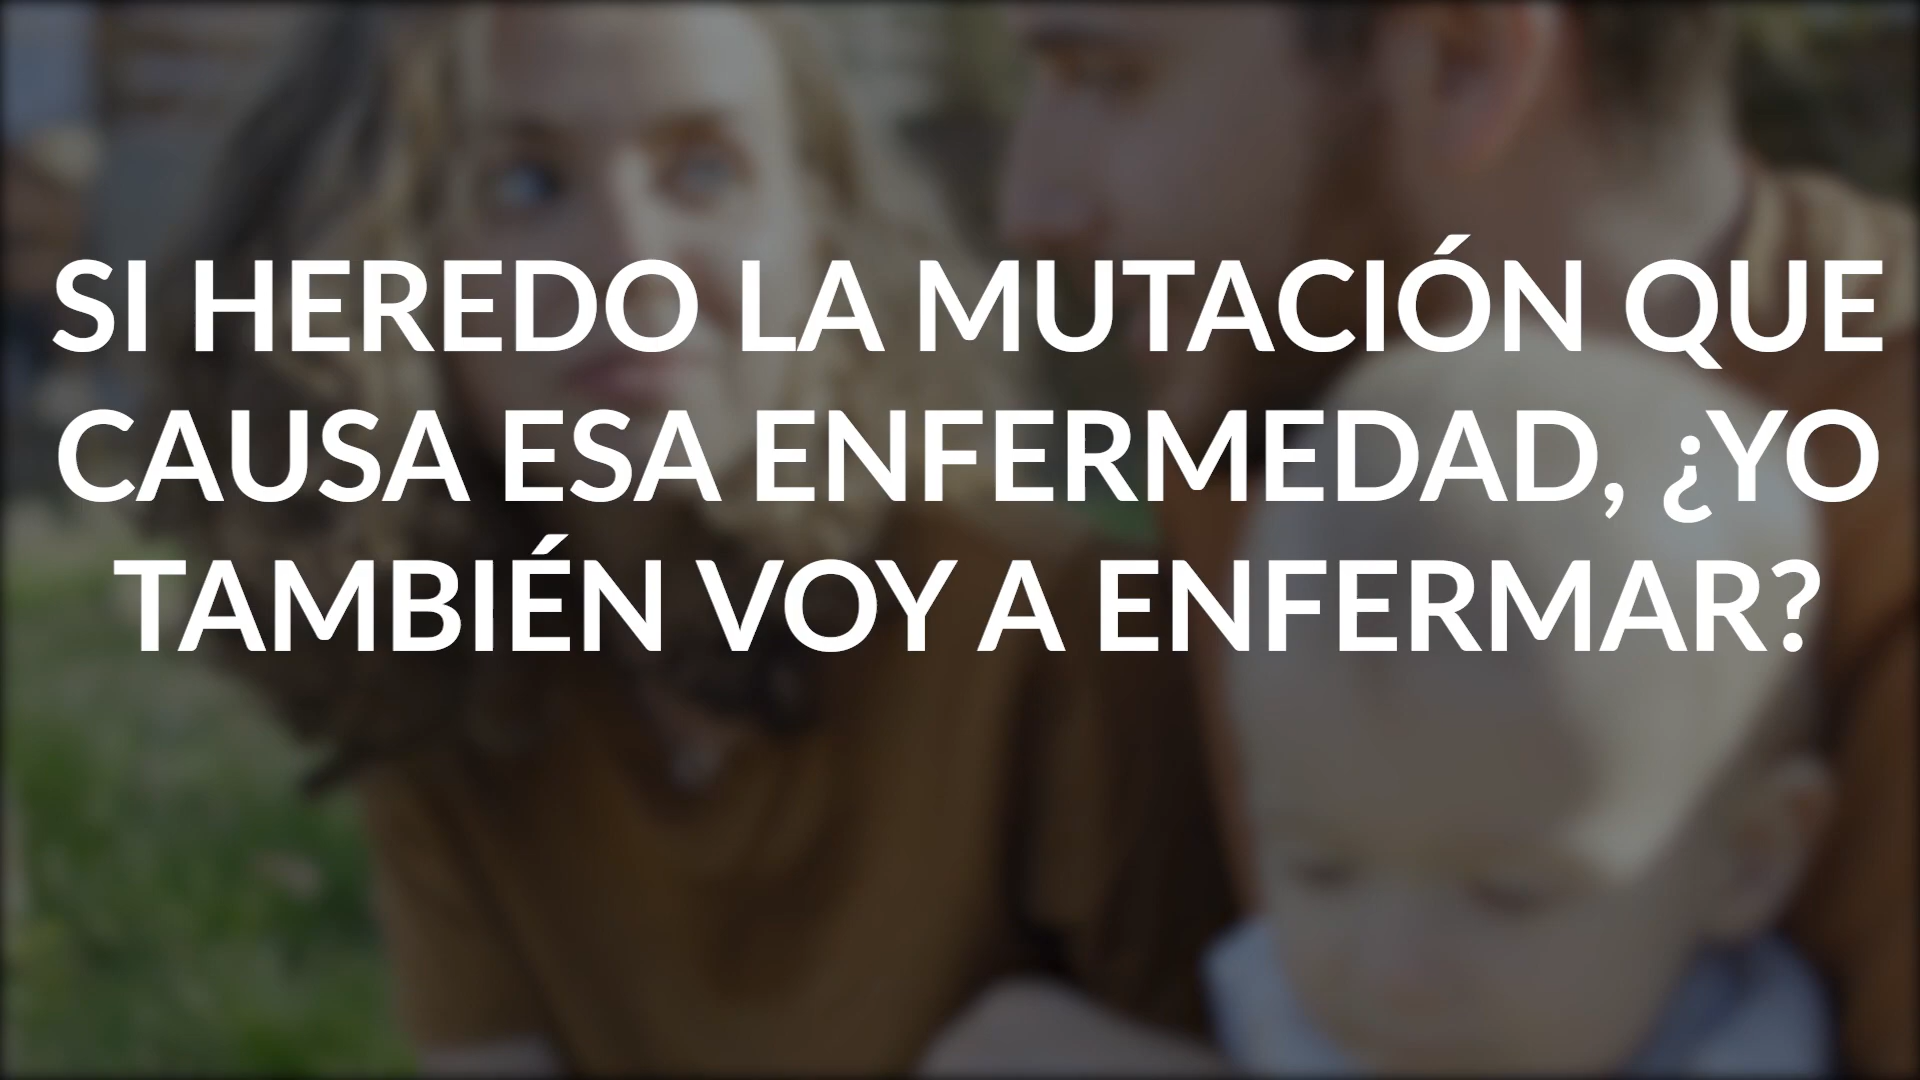 SI HEREDO LA MUTACIÓN QUE
CAUSA ESA ENFERMEDAD, ¿YO
TAMBIÉN VOY A ENFERMAR?